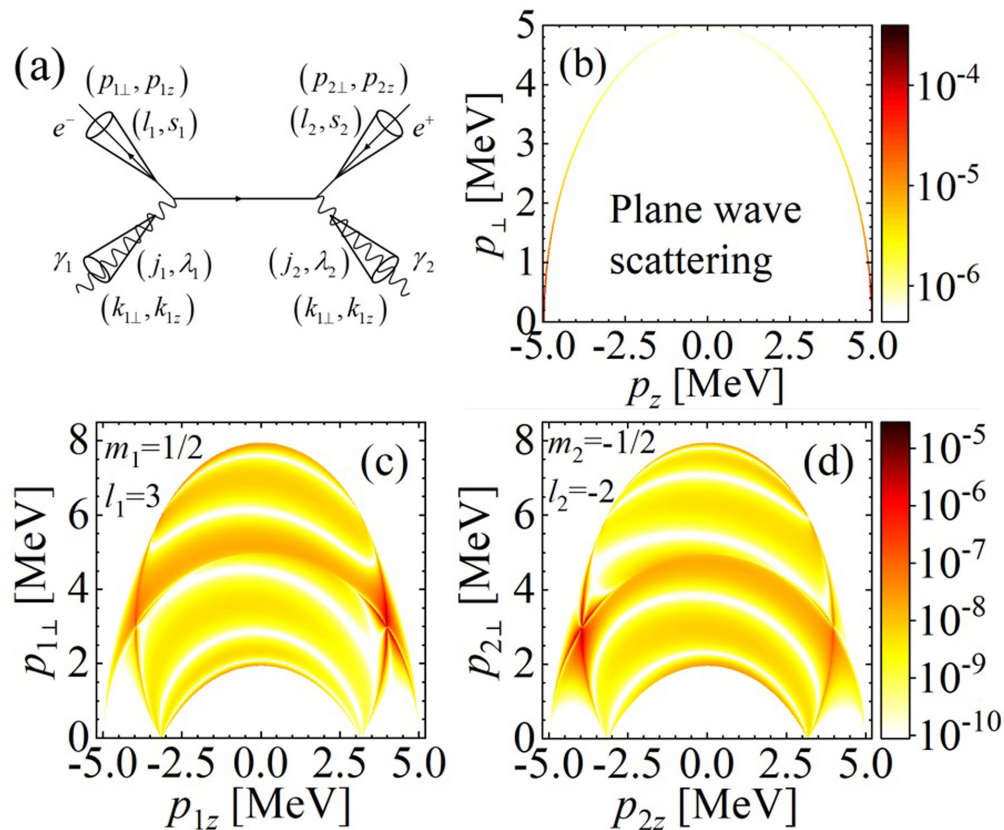 (a)
(p₁⊥, p₁z)
(p₂⊥, p₂z)
e⁻
(l₁, s₁)
(l₂, s₂)
e⁺
γ₁
(j₁, λ₁)
(j₂, λ₂)
γ₂
(k₁⊥, k₁z)
(k₁⊥, k₁z)
(b)
Plane wave
scattering
p⊥ [MeV]
5
4
3
2
1
0
-5.0 -2.5 0.0 2.5 5.0
p_z [MeV]
10⁻⁴
10⁻⁵
10⁻⁶
m₁=1/2
(c)
l₁=3
p₁⊥ [MeV]
8
6
4
2
0
-5.0 -2.5 0.0 2.5 5.0
p₁z [MeV]
m₂=-1/2
(d)
l₂=-2
p₂⊥ [MeV]
8
6
4
2
0
-5.0 -2.5 0.0 2.5 5.0
p₂z [MeV]
10⁻⁵
10⁻⁶
10⁻⁷
10⁻⁸
10⁻⁹
10⁻¹⁰